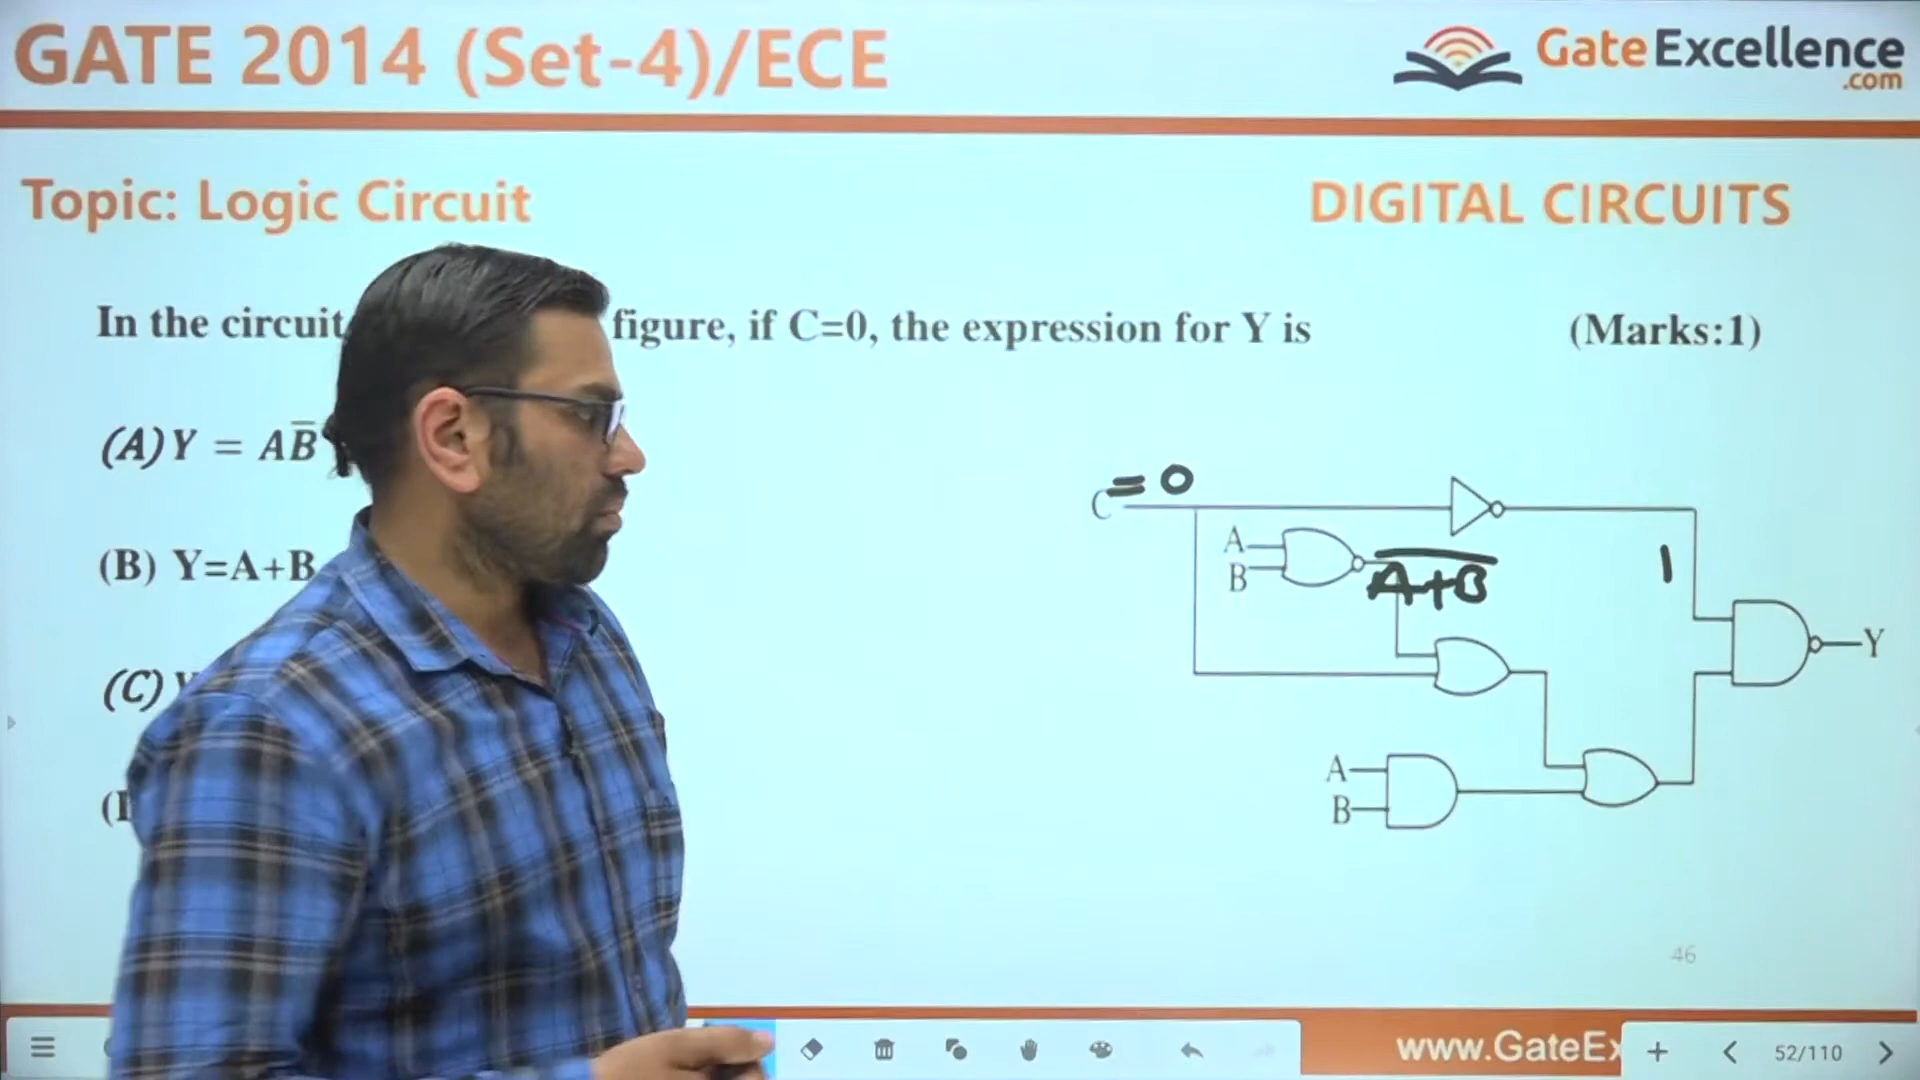 GATE 2014 (Set-4)/ECE
GateExcellence
.com
Topic: Logic Circuit
DIGITAL CIRCUITS
In the circuit figure, if C=0, the expression for Y is (Marks:1)
(A) Y = AB̅
(B) Y=A+B
(C)
C = 0
A
B
A+B̅
1
Y
A
B
46
www.GateEx
52/110